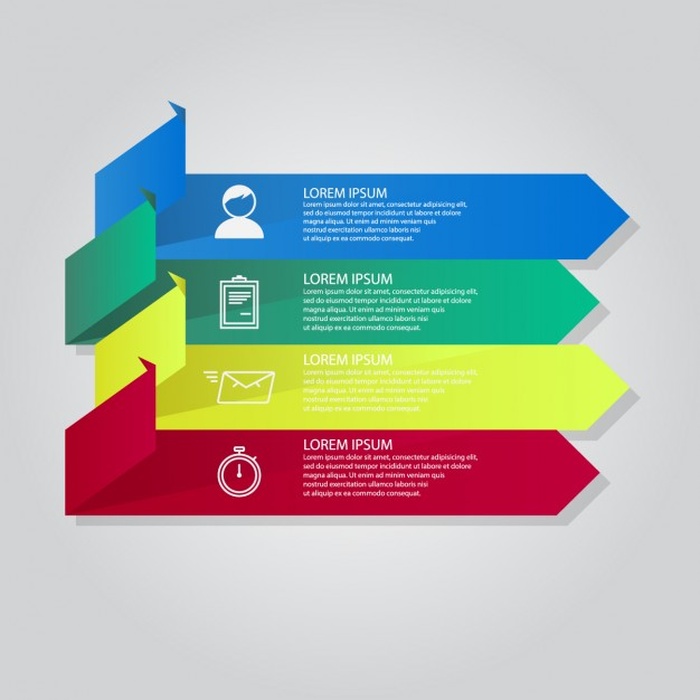 LOREM IPSUM
Lorem ipsum dolor sit amet, consectetur adipiscing elit,
sed do eiusmod tempor incididunt ut labore et dolore
magna aliqua. Ut enim ad minim veniam, quis
nostrud exercitation ullamco laboris nisi
ut aliquip ex ea commodo consequat.
LOREM IPSUM
Lorem ipsum dolor sit amet, consectetur adipiscing elit,
sed do eiusmod tempor incididunt ut labore et dolore
magna aliqua. Ut enim ad minim veniam, quis
nostrud exercitation ullamco laboris nisi
ut aliquip ex ea commodo consequat.
LOREM IPSUM
Lorem ipsum dolor sit amet, consectetur adipiscing elit,
sed do eiusmod tempor incididunt ut labore et dolore
magna aliqua. Ut enim ad minim veniam, quis
nostrud exercitation ullamco laboris nisi
ut aliquip ex ea commodo consequat.
LOREM IPSUM
Lorem ipsum dolor sit amet, consectetur adipiscing elit,
sed do eiusmod tempor incididunt ut labore et dolore
magna aliqua. Ut enim ad minim veniam, quis
nostrud exercitation ullamco laboris nisi
ut aliquip ex ea commodo consequat.